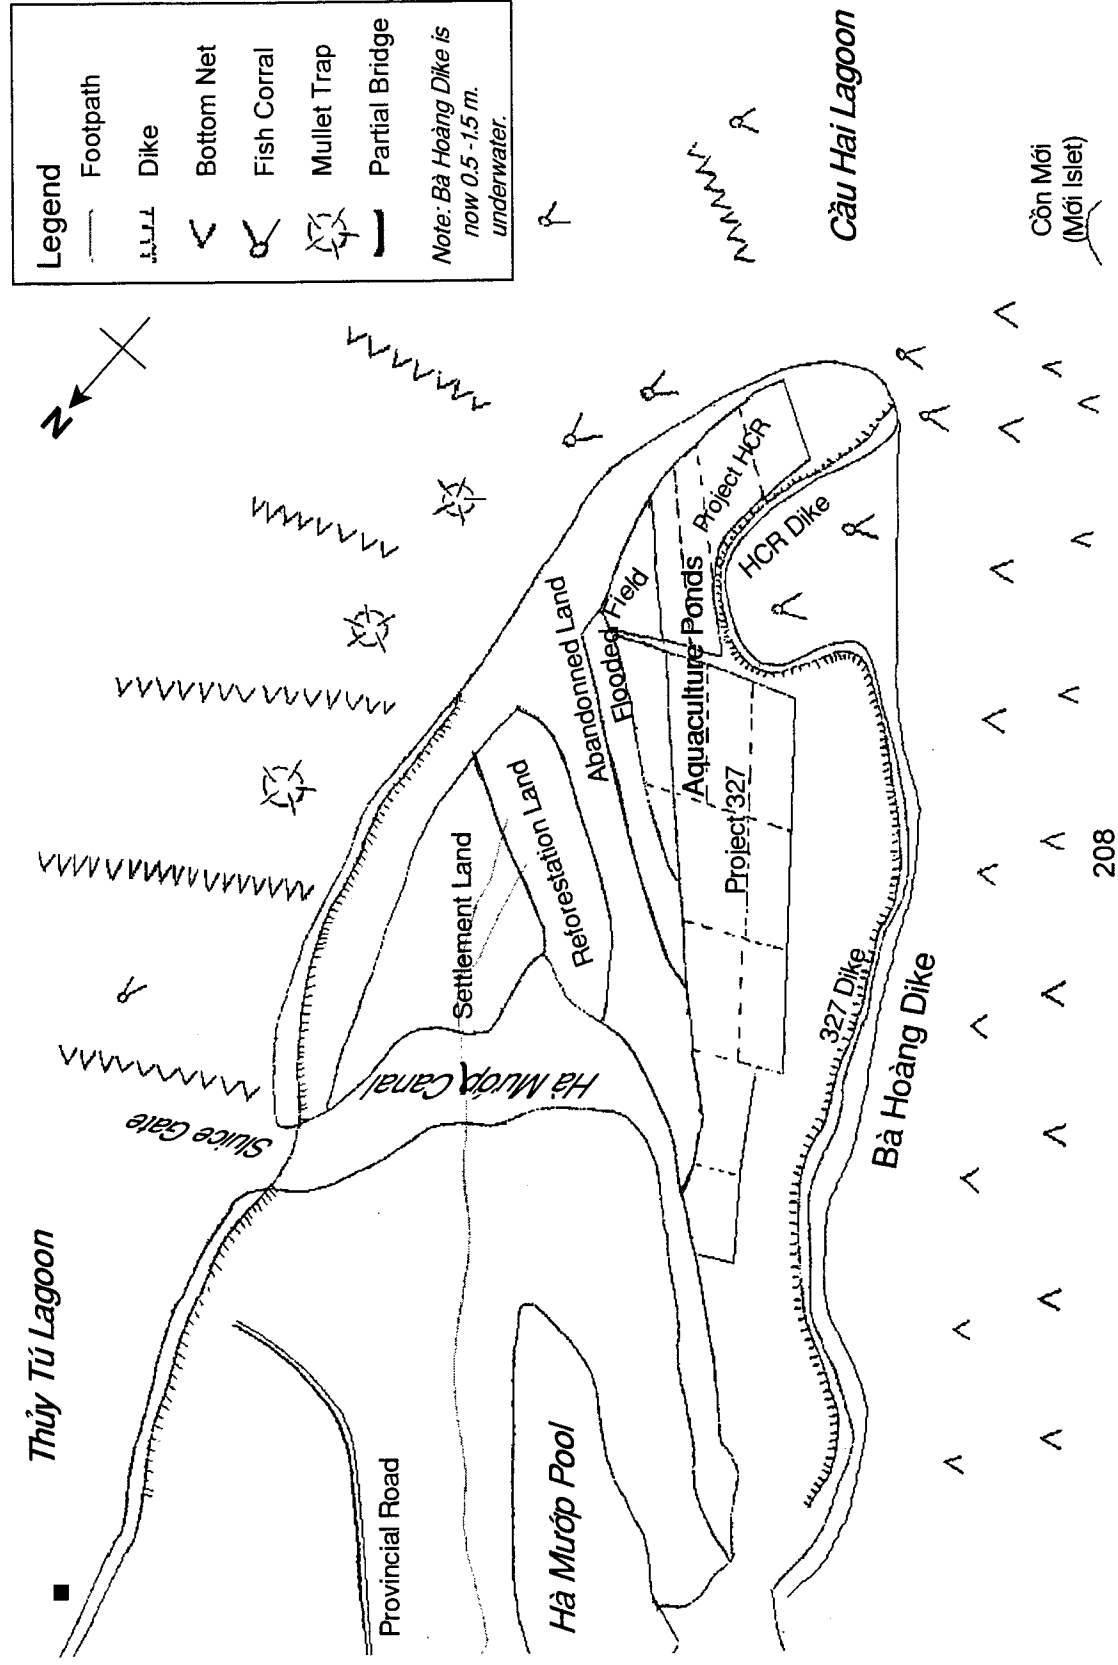 Legend
Footpath
Dike
Bottom Net
Fish Corral
Mullet Trap
Partial Bridge
Note: Bà Hoàng Dike is
now 0.5 -1.5 m.
underwater.
N
Thủy Tú Lagoon
Cầu Hai Lagoon
Cồn Mới
(Mới Islet)
Sluice Gate
Hà Mướp Canal
Settlement Land
Reforestation Land
Abandonned Land
Flooded Field
Aquaculture Ponds
Project HCR
HCR Dike
Project 327
327 Dike
Bà Hoàng Dike
Provincial Road
Hà Mướp Pool
208